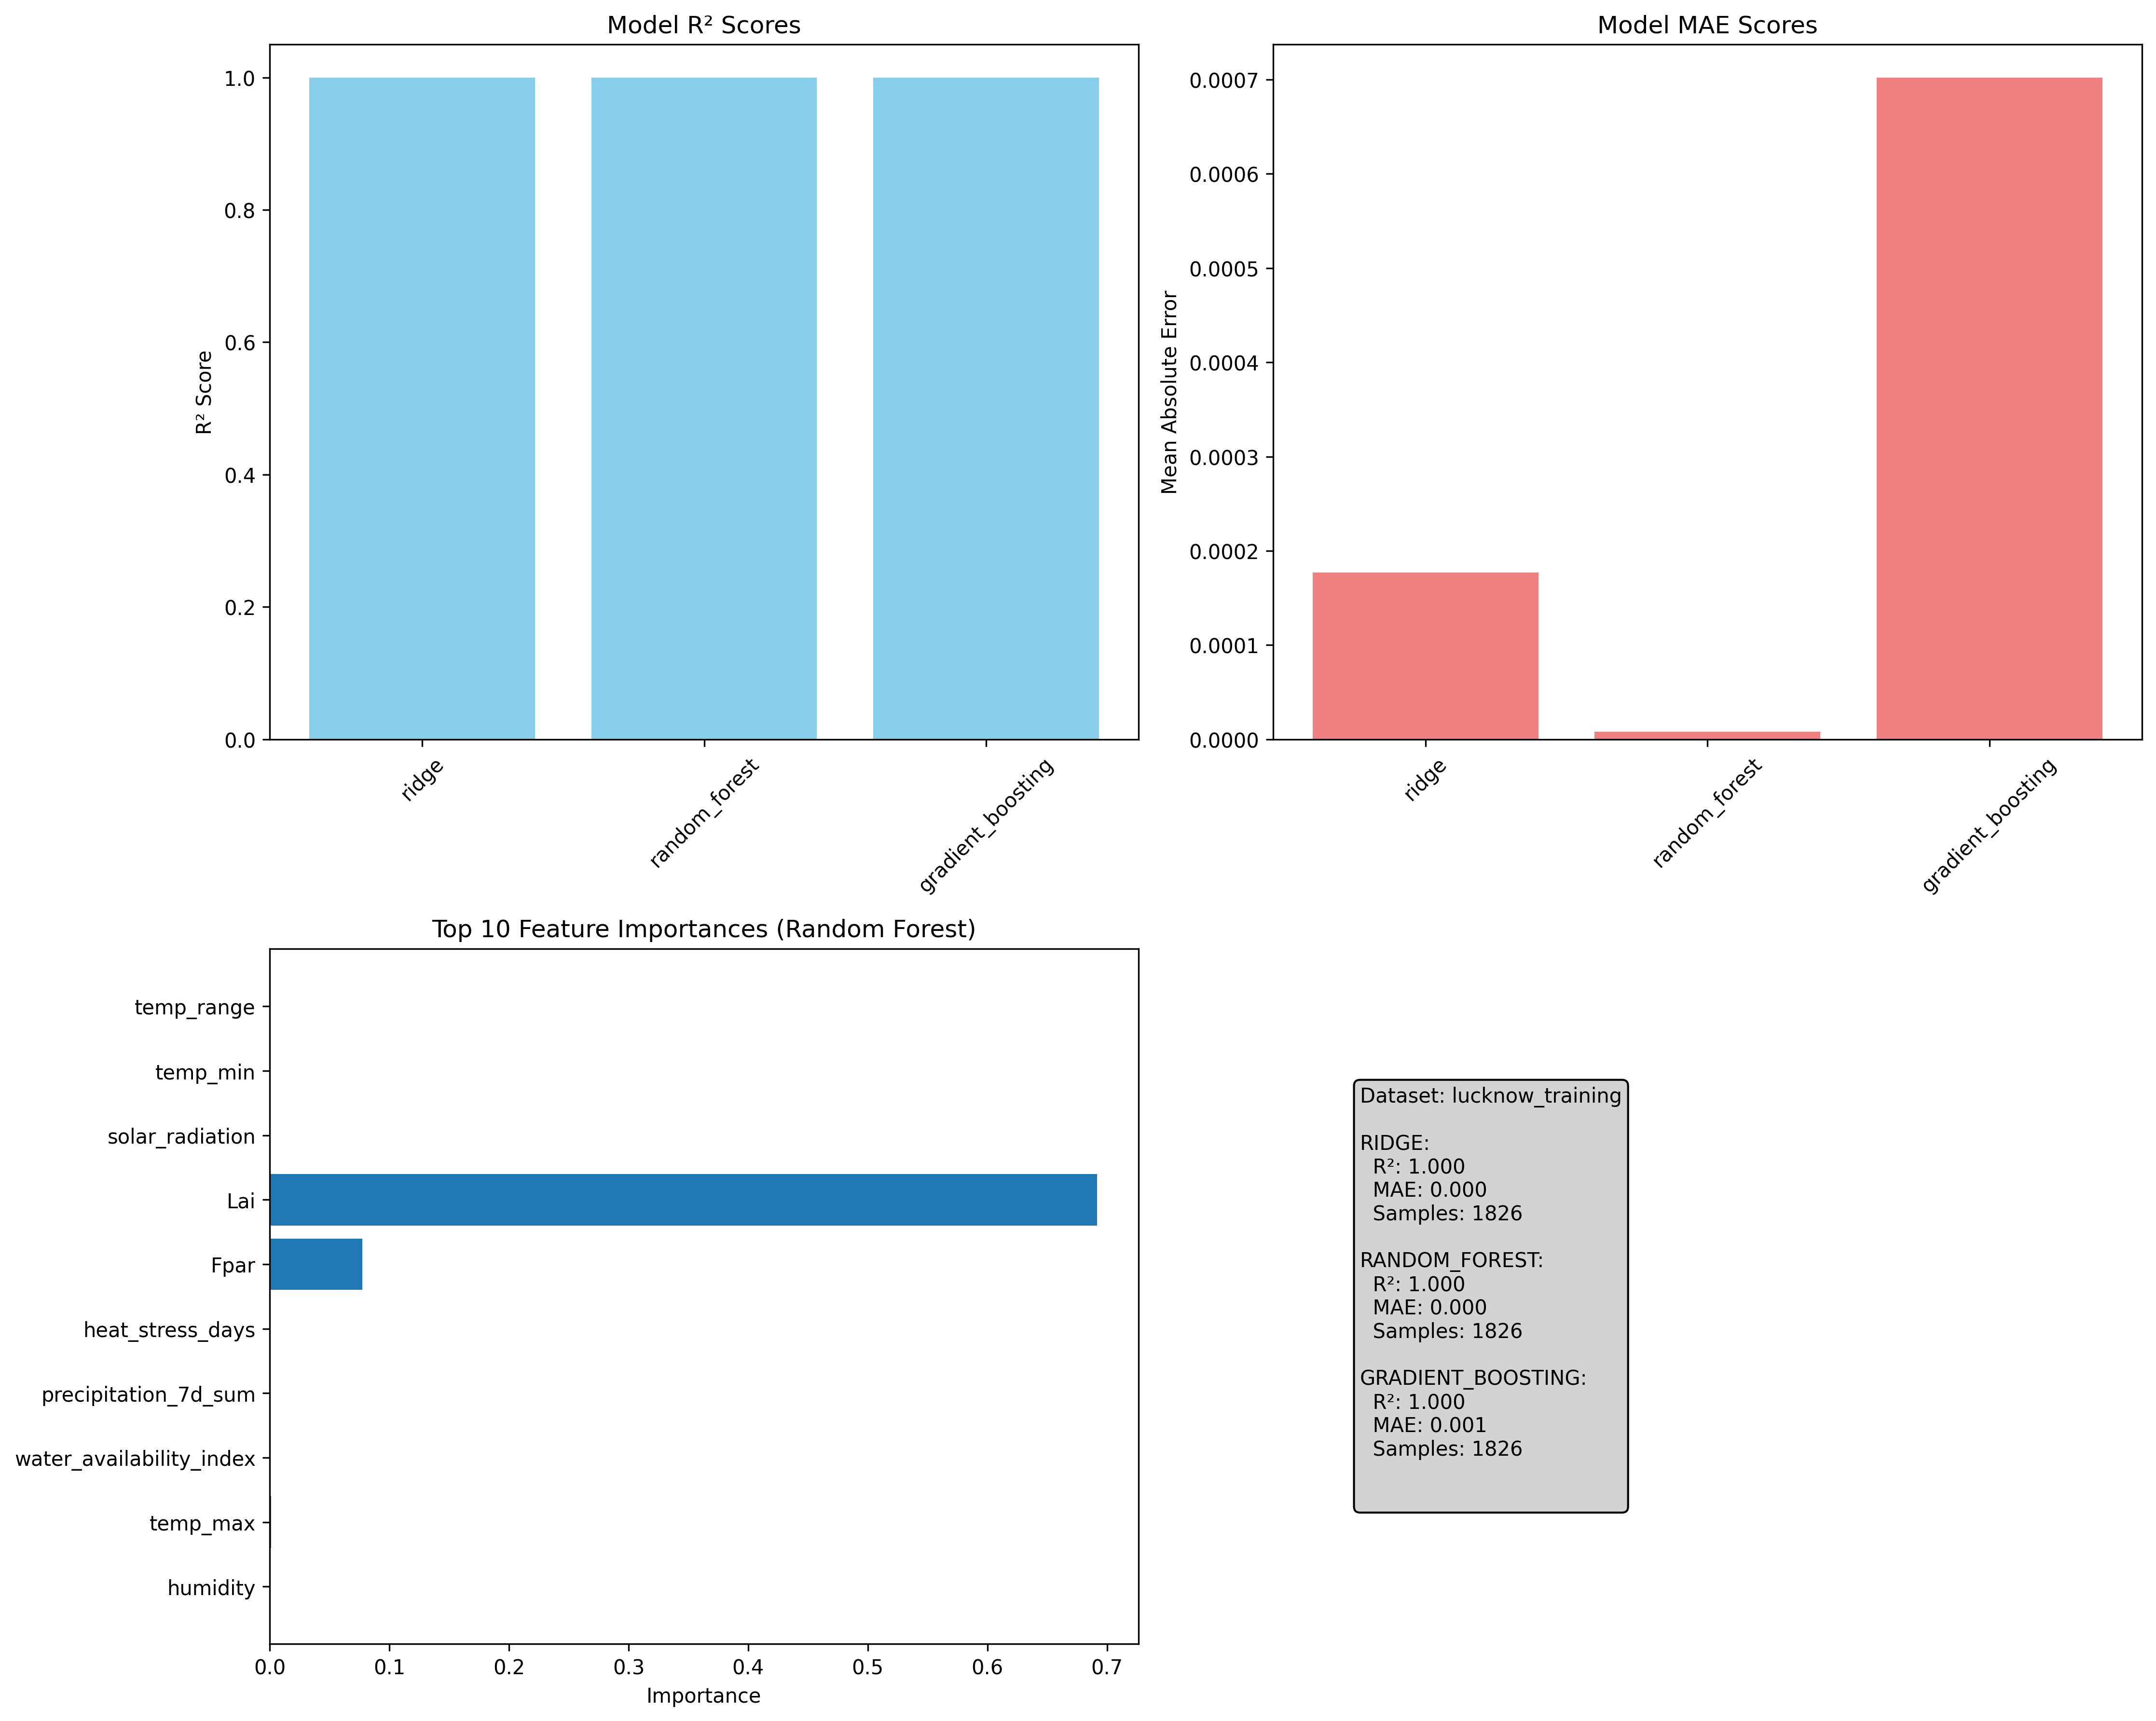 Model R² Scores
R² Score
1.0
0.8
0.6
0.4
0.2
0.0
ridge
random_forest
gradient_boosting
Model MAE Scores
Mean Absolute Error
0.0007
0.0006
0.0005
0.0004
0.0003
0.0002
0.0001
0.0000
ridge
random_forest
gradient_boosting
Top 10 Feature Importances (Random Forest)
temp_range
temp_min
solar_radiation
Lai
Fpar
heat_stress_days
precipitation_7d_sum
water_availability_index
temp_max
humidity
0.0 0.1 0.2 0.3 0.4 0.5 0.6 0.7
Importance
Dataset: lucknow_training
RIDGE:
R²: 1.000
MAE: 0.000
Samples: 1826
RANDOM_FOREST:
R²: 1.000
MAE: 0.000
Samples: 1826
GRADIENT_BOOSTING:
R²: 1.000
MAE: 0.001
Samples: 1826